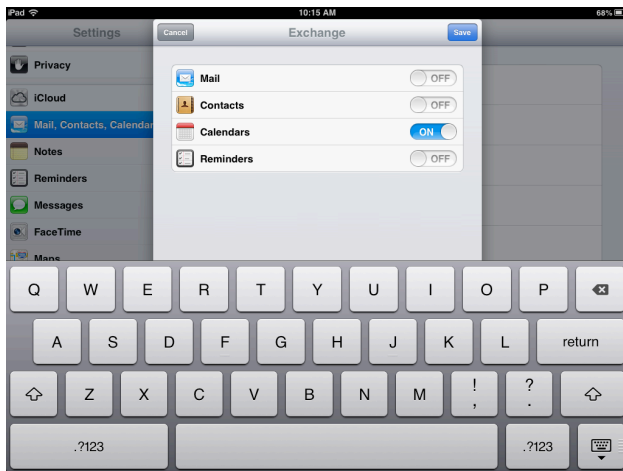 iPad 10:15 AM 68%
Settings
Cancel Exchange Save
Privacy
iCloud
Mail, Contacts, Calendar
Notes
Reminders
Messages
FaceTime
Maps
Mail OFF
Contacts OFF
Calendars ON
Reminders OFF
Q W E R T Y U I O P
A S D F G H J K L return
Z X C V B N M ! , ? .
.?123 .?123